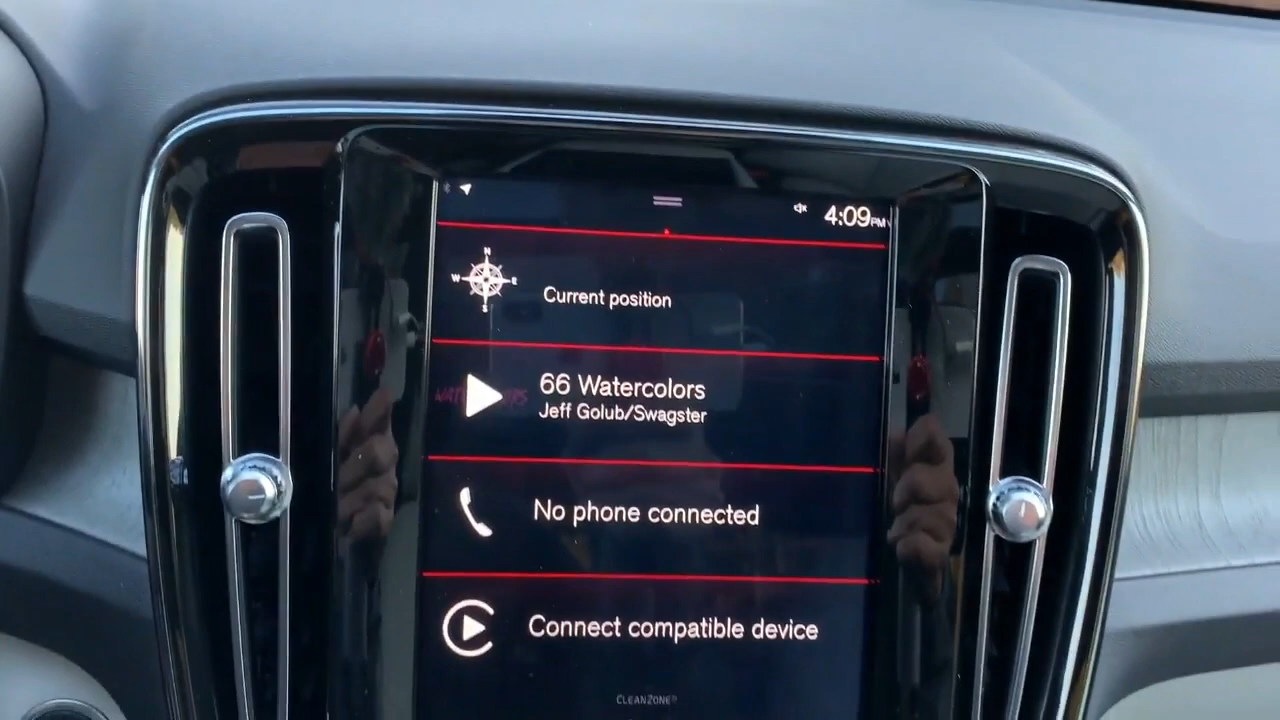 4:09PM
N
W E
S
Current position
66 Watercolors
Jeff Golub/Swagster
No phone connected
Connect compatible device
CLEANZONE